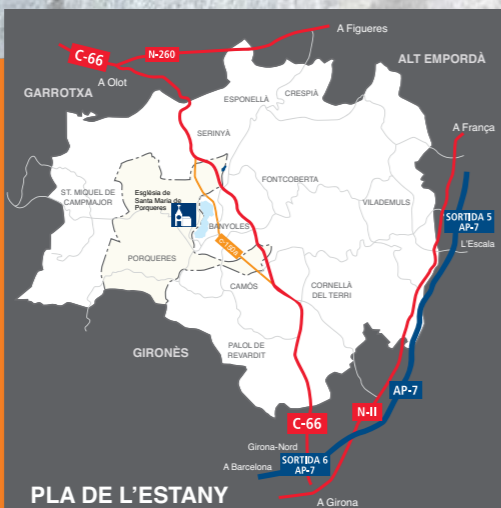 A Figueres
C-66
N-260
ALT EMPORDÀ
A Olot
CRESPIÀ
GARROTXA
ESPONELLÀ
A França
SERINYÀ
FONTCOBERTA
ST. MIQUEL DE
CAMPMAJOR
Església de
Santa Maria de
Porqueres
VILADEMULS
SORTIDA 5
AP-7
BANYOLES
L'Escala
PORQUERES
CAMÓS
CORNELLÀ
DEL TERRI
GIRONÈS
PALOL DE
REVARDIT
AP-7
N-II
C-66
Girona-Nord
SORTIDA 6
AP-7
A Barcelona
PLA DE L'ESTANY
A Girona